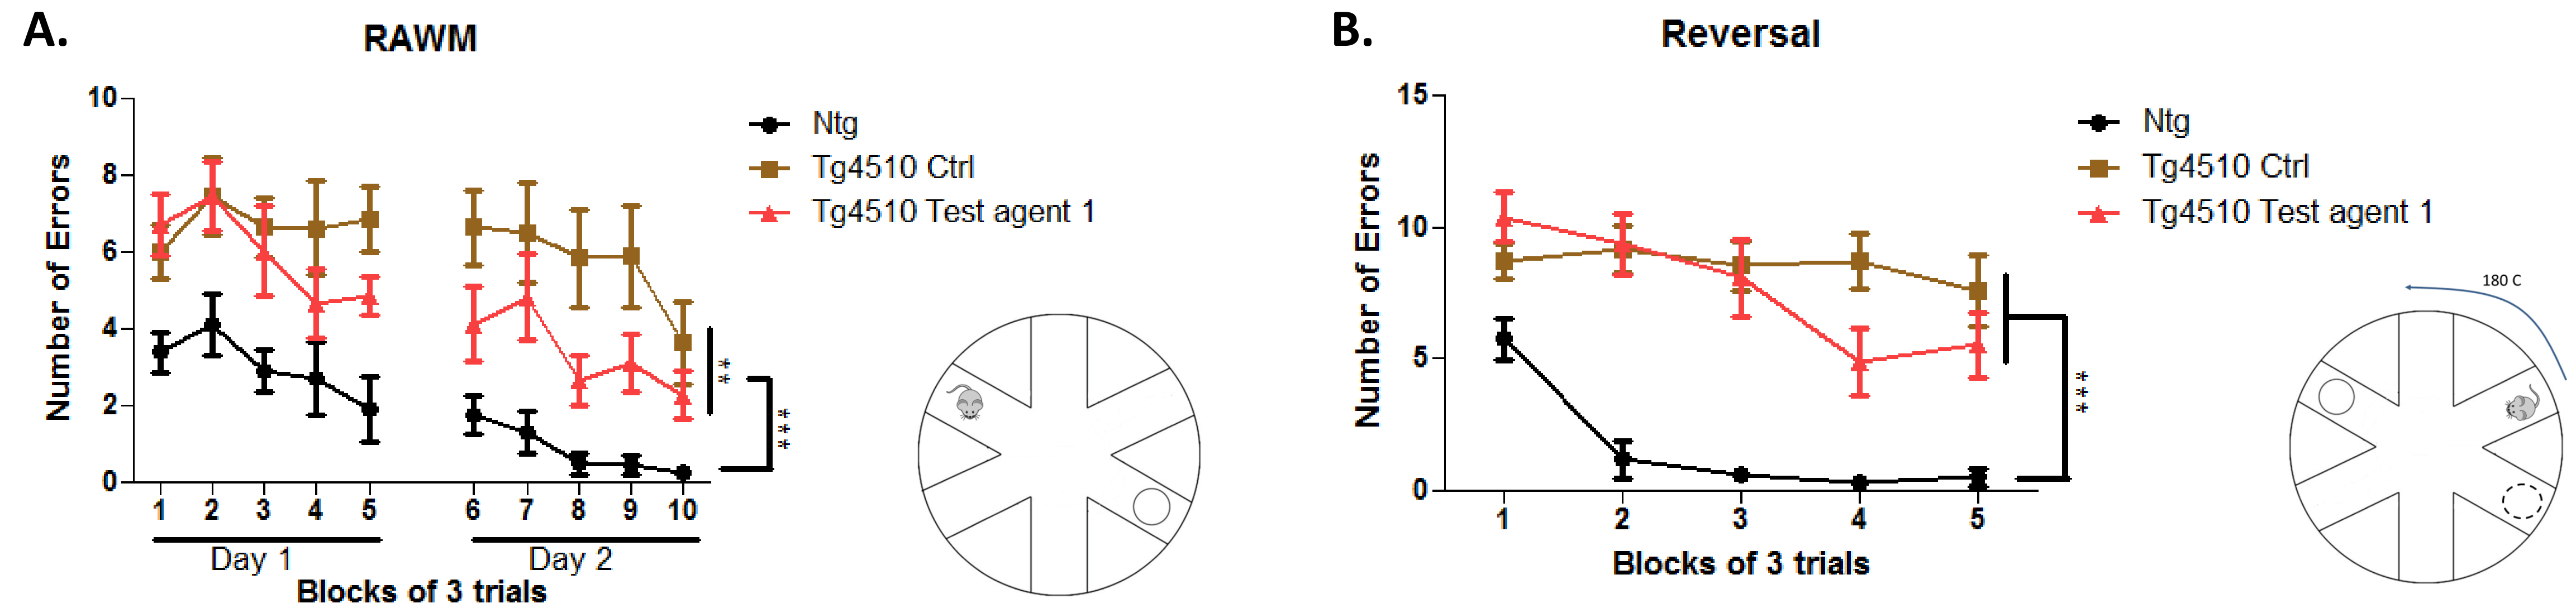 A.
RAWM
Number of Errors
10
8
6
4
2
0
1 2 3 4 5 6 7 8 9 10
Day 1 Day 2
Blocks of 3 trials
Ntg
Tg4510 Ctrl
Tg4510 Test agent 1
**
***
B.
Reversal
Number of Errors
15
10
5
0
1 2 3 4 5
Blocks of 3 trials
Ntg
Tg4510 Ctrl
Tg4510 Test agent 1
***
180 C